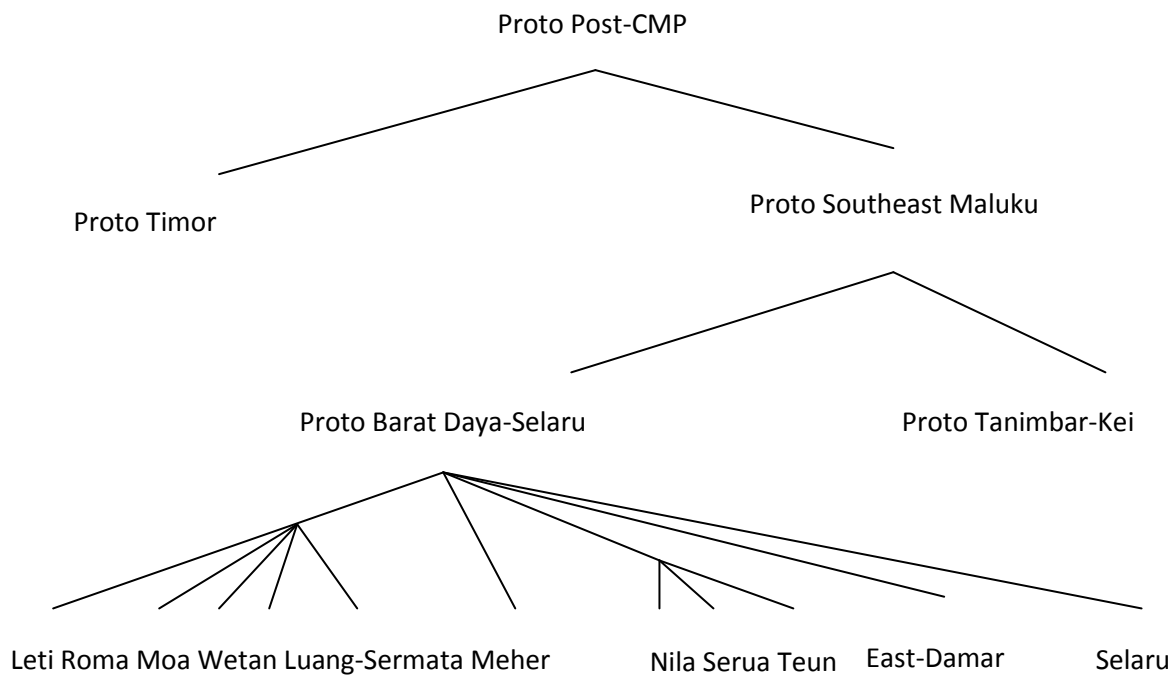 Proto Post-CMP
Proto Timor
Proto Southeast Maluku
Proto Barat Daya-Selaru
Proto Tanimbar-Kei
Leti Roma Moa Wetan Luang-Sermata Meher
Nila Serua Teun
East-Damar
Selaru